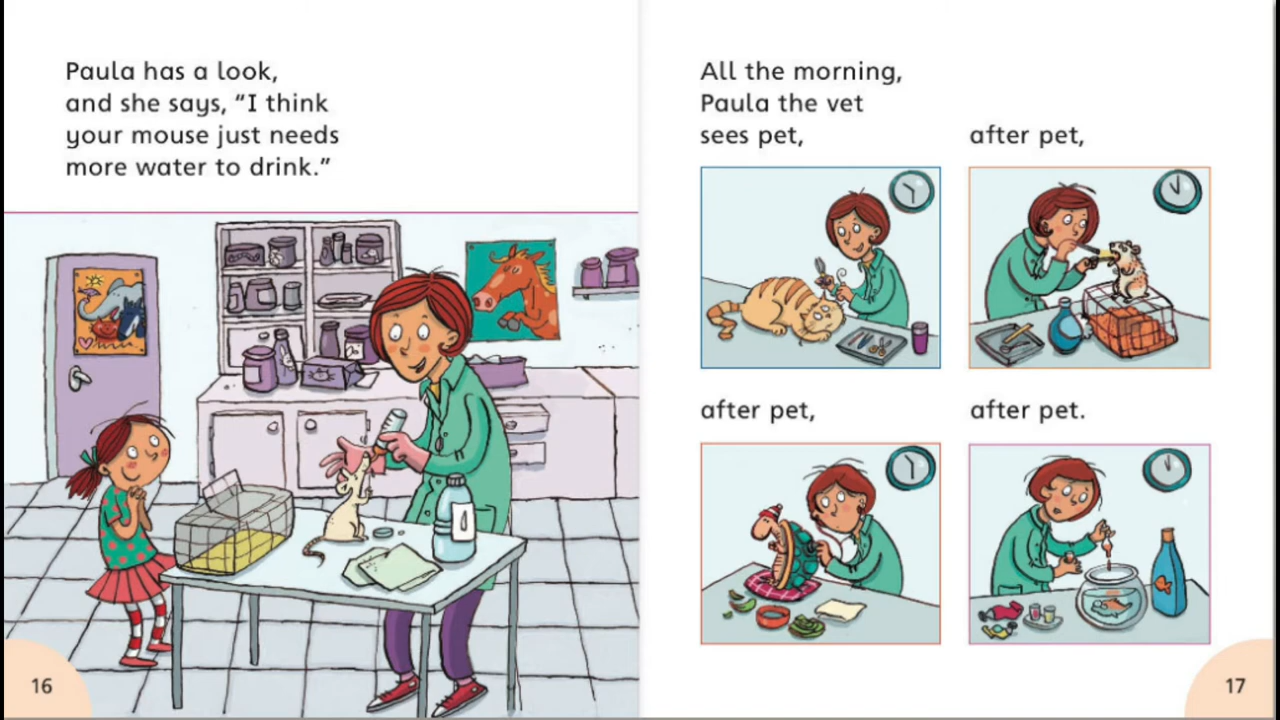 Paula has a look,
and she says, “I think
your mouse just needs
more water to drink.”
16
All the morning,
Paula the vet
sees pet,
after pet,
after pet,
after pet.
17